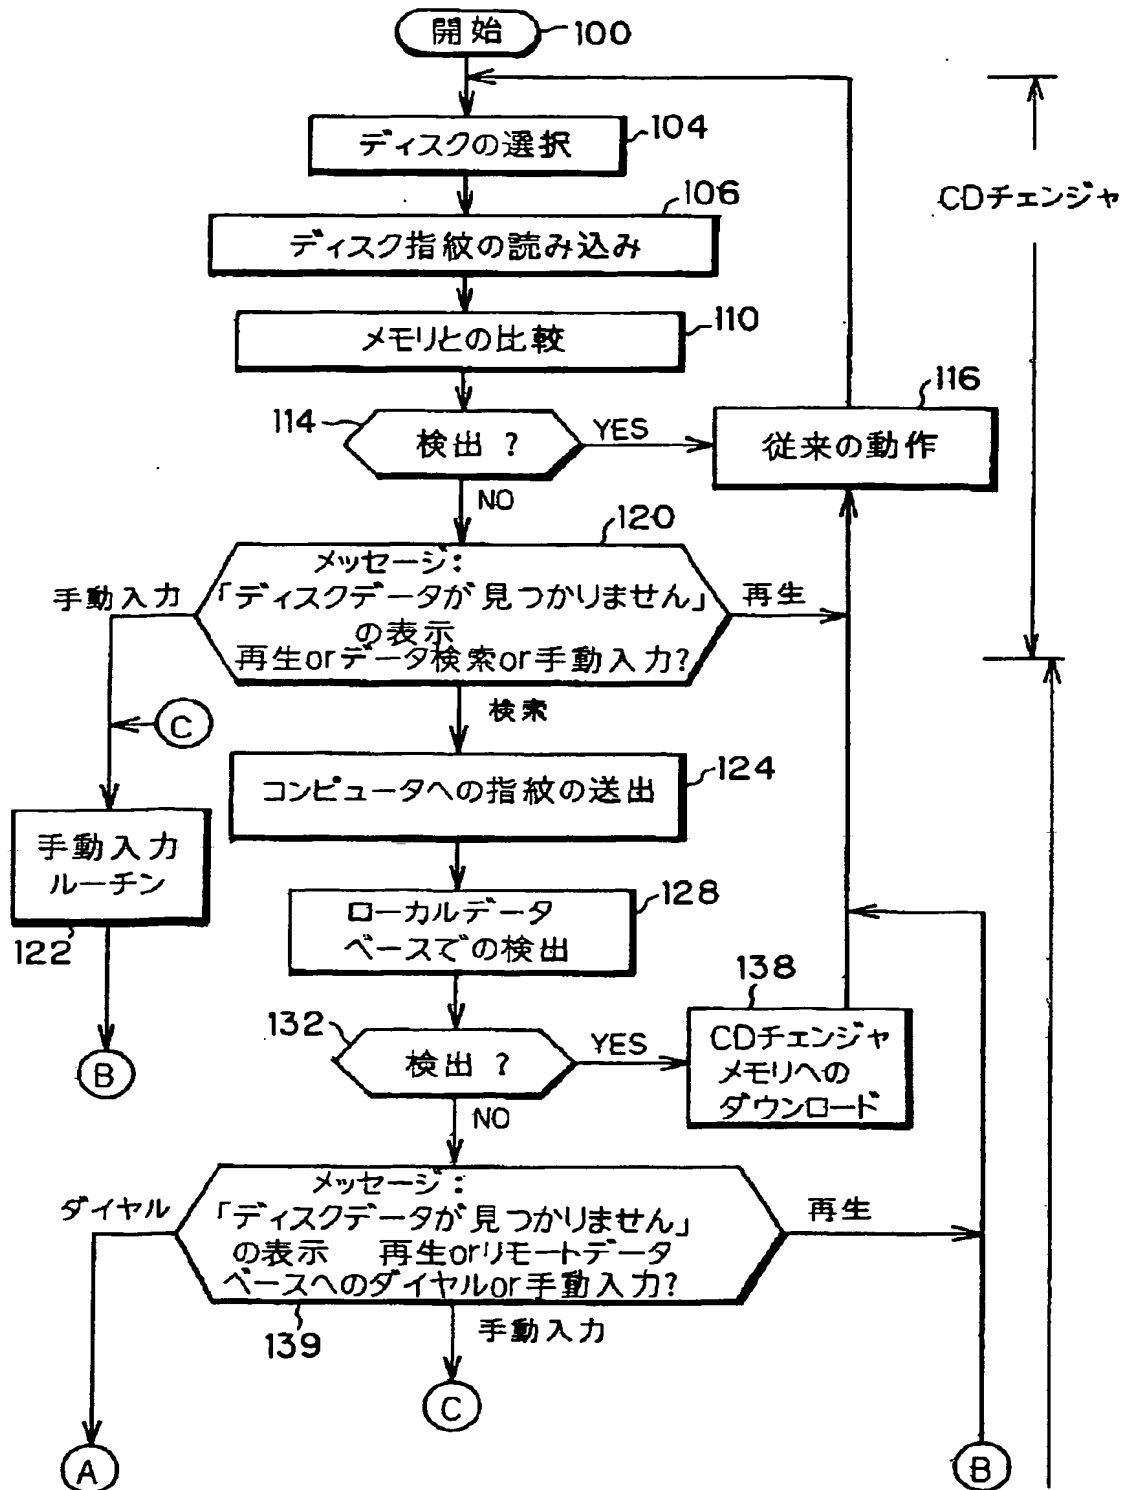 開始
100
ディスクの選択
104
CDチェンジャ
106
ディスク指紋の読み込み
メモリとの比較
110
114
検出 ?
YES
116
従来の動作
NO
120
メッセージ:
手動入力
「ディスクデータが見つかりません」
再生
の表示
再生orデータ検索or手動入力?
検索
C
コンピュータへの指紋の送出
124
手動入力
ルーチン
122
ローカルデータ
ベースでの検出
128
132
検出 ?
YES
138
CDチェンジャ
メモリへの
ダウンロード
B
NO
メッセージ:
ダイヤル
「ディスクデータが見つかりません」
再生
の表示 再生orリモートデータ
ベースへのダイヤルor手動入力?
139
手動入力
C
A
B